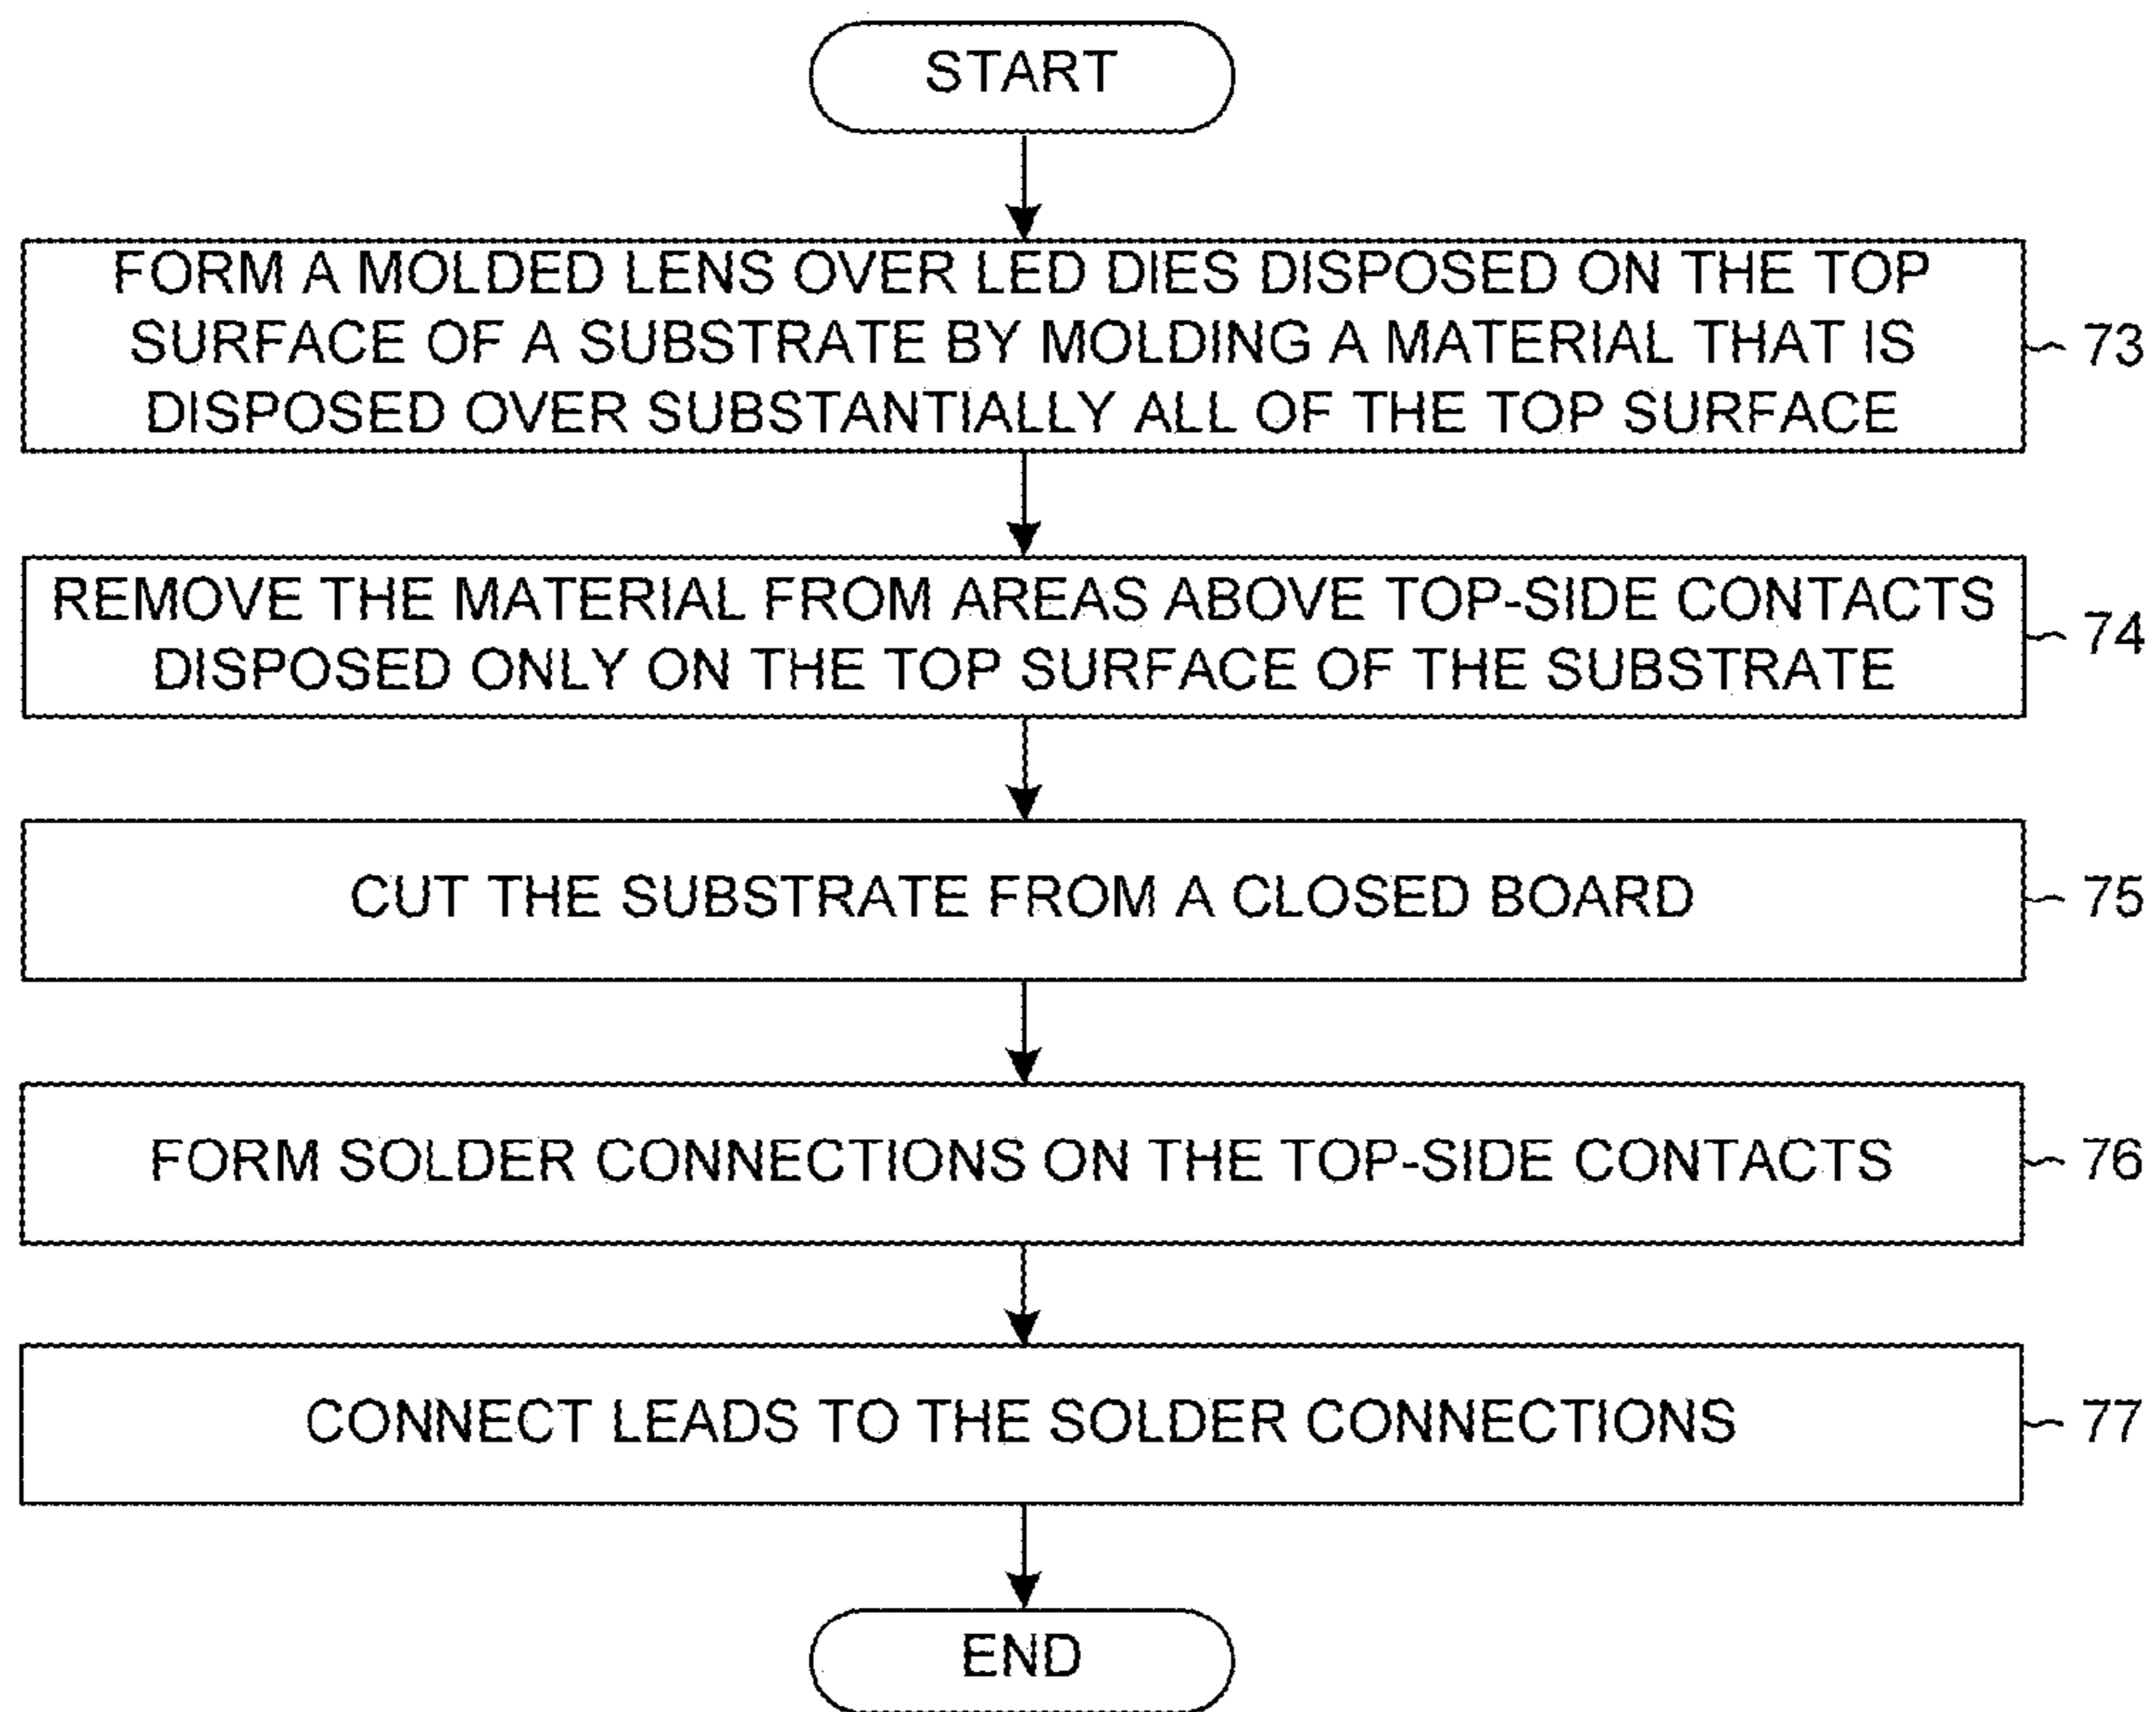 START
FORM A MOLDED LENS OVER LED DIES DISPOSED ON THE TOP
SURFACE OF A SUBSTRATE BY MOLDING A MATERIAL THAT IS
DISPOSED OVER SUBSTANTIALLY ALL OF THE TOP SURFACE
73
REMOVE THE MATERIAL FROM AREAS ABOVE TOP-SIDE CONTACTS
DISPOSED ONLY ON THE TOP SURFACE OF THE SUBSTRATE
74
CUT THE SUBSTRATE FROM A CLOSED BOARD
75
FORM SOLDER CONNECTIONS ON THE TOP-SIDE CONTACTS
76
CONNECT LEADS TO THE SOLDER CONNECTIONS
77
END